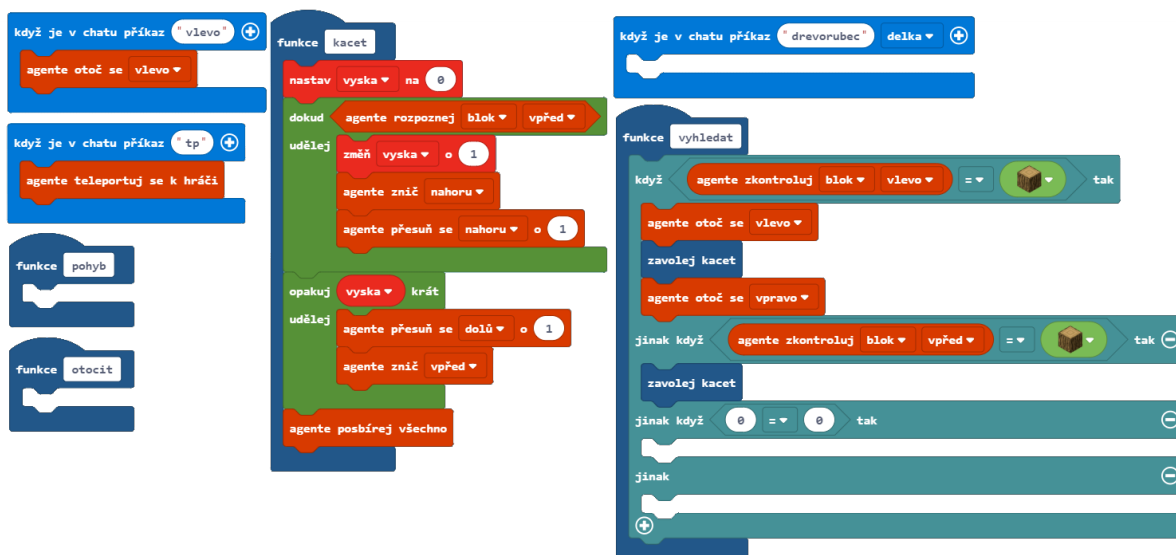 když je v chatu příkaz "vlevo"
agente otoč se vlevo
když je v chatu příkaz "tp"
agente teleportuj se k hráči
funkce pohyb
funkce otocit
funkce kacet
nastav vyska na 0
dokud agente rozpoznej blok vpřed
udělej
změň vyska o 1
agente znič nahoru
agente přesuň se nahoru o 1
opakuj vyska krát
udělej
agente přesuň se dolů o 1
agente znič vpřed
agente posbírej všechno
když je v chatu příkaz "drevorubec" delka
funkce vyhledat
když agente zkontroluj blok vlevo = tak
agente otoč se vlevo
zavolej kacet
agente otoč se vpravo
jinak když agente zkontroluj blok vpřed = tak
zavolej kacet
jinak když 0 = 0 tak
jinak